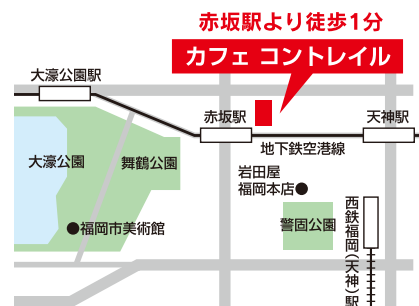 赤坂駅より徒歩1分
カフェ コントレイル
大濠公園駅
赤坂駅
天神駅
地下鉄空港線
大濠公園
舞鶴公園
岩田屋
福岡本店●
警固公園
●福岡市美術館
西鉄福岡(天神)駅